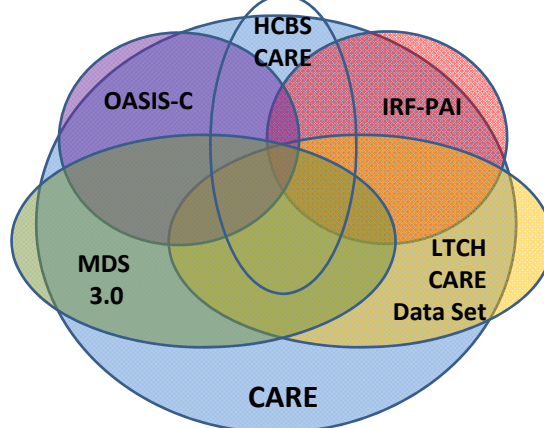 HCBS
CARE
OASIS-C
IRF-PAI
MDS
3.0
LTCH
CARE
Data Set
CARE